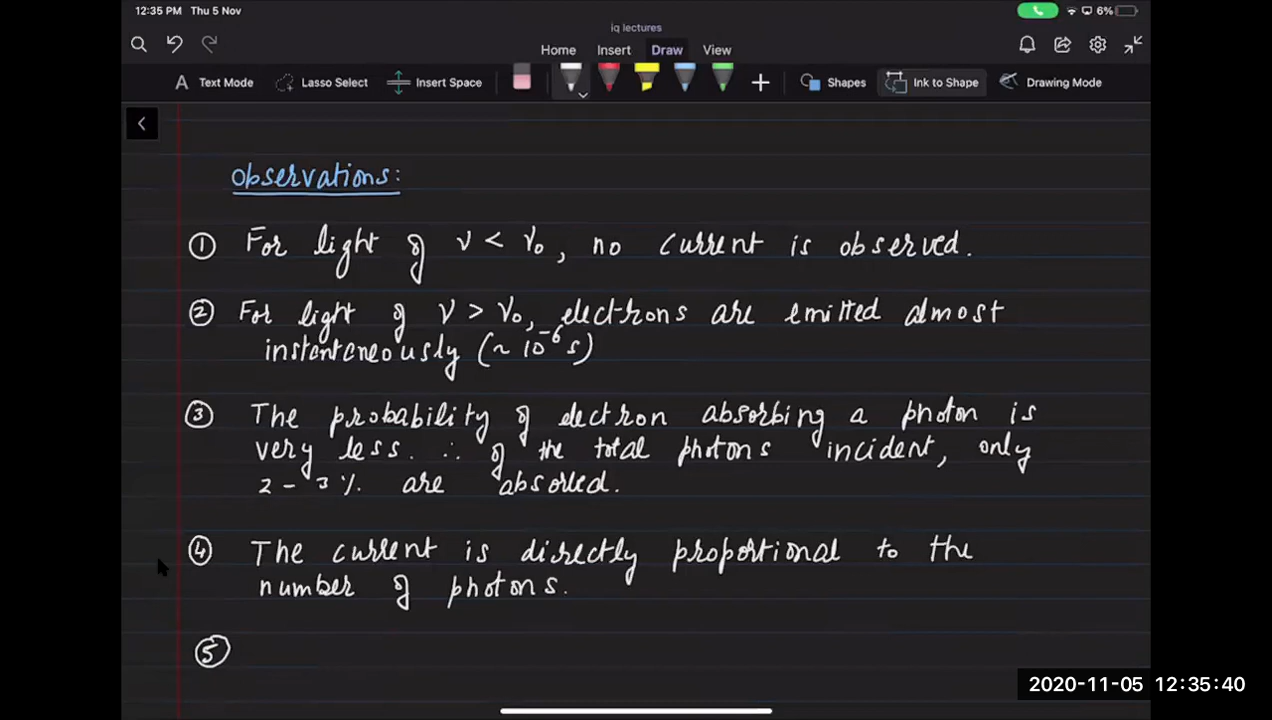 12:35 PM Thu 5 Nov
6%
iq lectures
Home Insert Draw View
Text Mode Lasso Select Insert Space Shapes Ink to Shape Drawing Mode
Observations:
① For light of ν < ν₀, no current is observed.
② For light of ν > ν₀, electrons are emitted almost
instantaneously (~ 10⁻⁶ s)
③ The probability of electron absorbing a photon is
very less. ∴ of the total photons incident, only
2 - 3 % are absorbed.
④ The current is directly proportional to the
number of photons.
⑤
2020-11-05 12:35:40